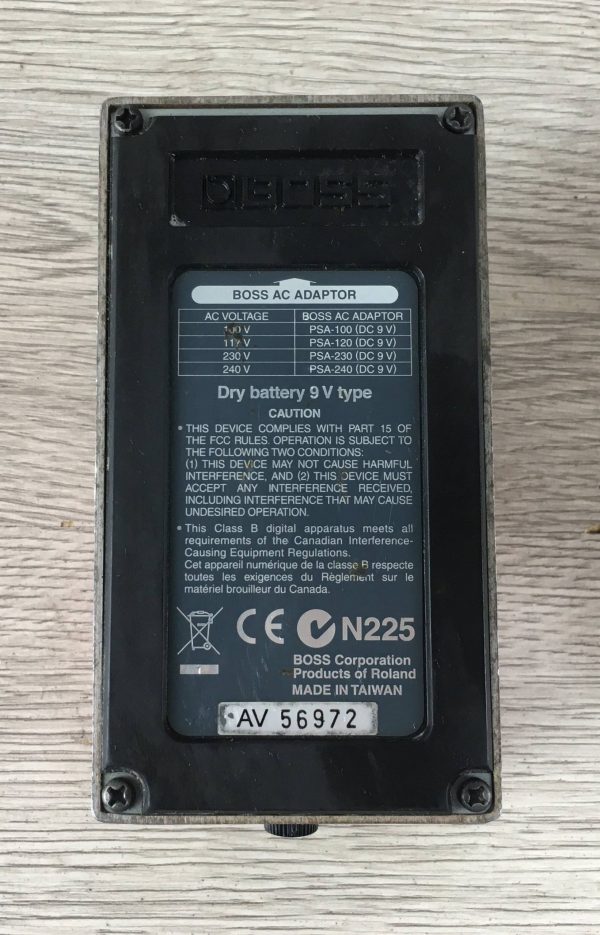 BOSS
BOSS AC ADAPTOR
AC VOLTAGE BOSS AC ADAPTOR
100 V PSA-100 (DC 9 V)
117 V PSA-120 (DC 9 V)
230 V PSA-230 (DC 9 V)
240 V PSA-240 (DC 9 V)
Dry battery 9 V type
CAUTION
• THIS DEVICE COMPLIES WITH PART 15 OF
THE FCC RULES. OPERATION IS SUBJECT TO
THE FOLLOWING TWO CONDITIONS:
(1) THIS DEVICE MAY NOT CAUSE HARMFUL
INTERFERENCE, AND (2) THIS DEVICE MUST
ACCEPT ANY INTERFERENCE RECEIVED,
INCLUDING INTERFERENCE THAT MAY CAUSE
UNDESIRED OPERATION.
• This Class B digital apparatus meets all
requirements of the Canadian Interference-
Causing Equipment Regulations.
Cet appareil numérique de la classe B respecte
toutes les exigences du Règlement sur le
matériel brouilleur du Canada.
CE N225
BOSS Corporation
Products of Roland
MADE IN TAIWAN
AV 56972